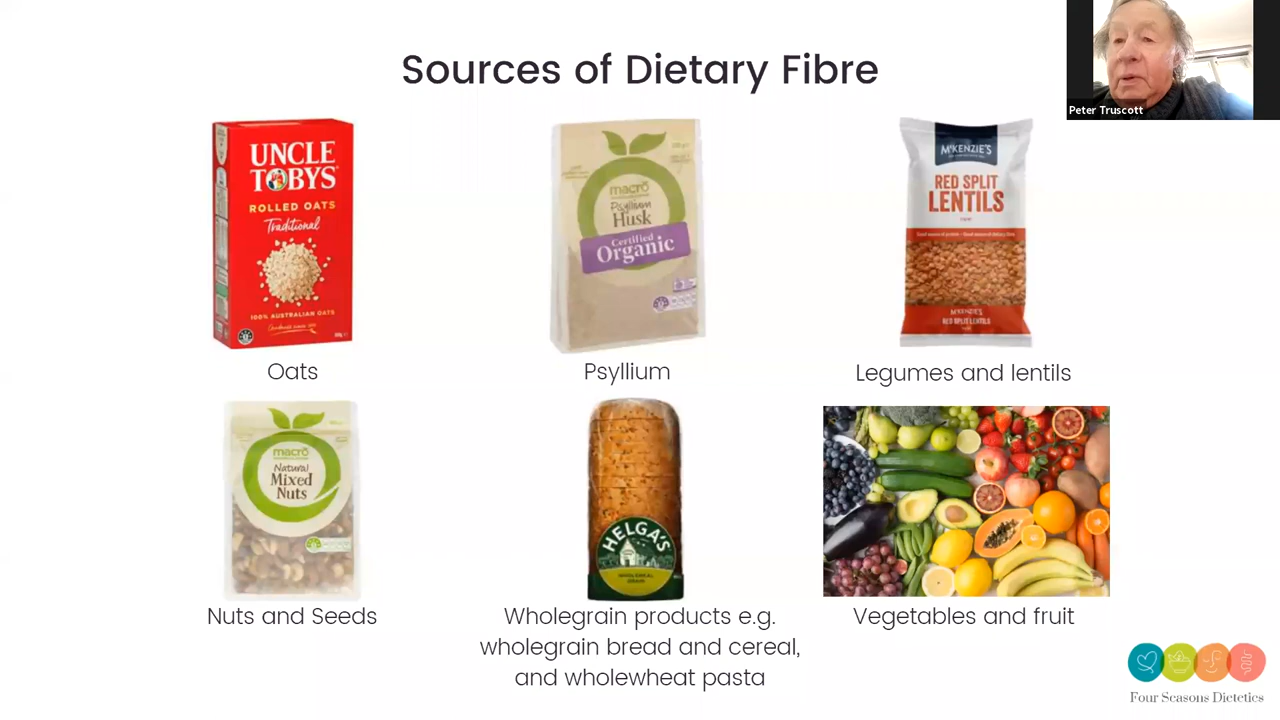 Sources of Dietary Fibre
Peter Truscott
UNCLE
TOBYS
ROLLED OATS
Traditional
100% AUSTRALIAN OATS
macro
Psyllium
Husk
Certified
Organic
McKENZIE'S
RED SPLIT
LENTILS
McKENZIE'S
RED SPLIT LENTILS
Oats
Psyllium
Legumes and lentils
macro
Natural
Mixed
Nuts
HELGA'S
Nuts and Seeds
Wholegrain products e.g.
wholegrain bread and cereal,
and wholewheat pasta
Vegetables and fruit
Four Seasons Dietetics